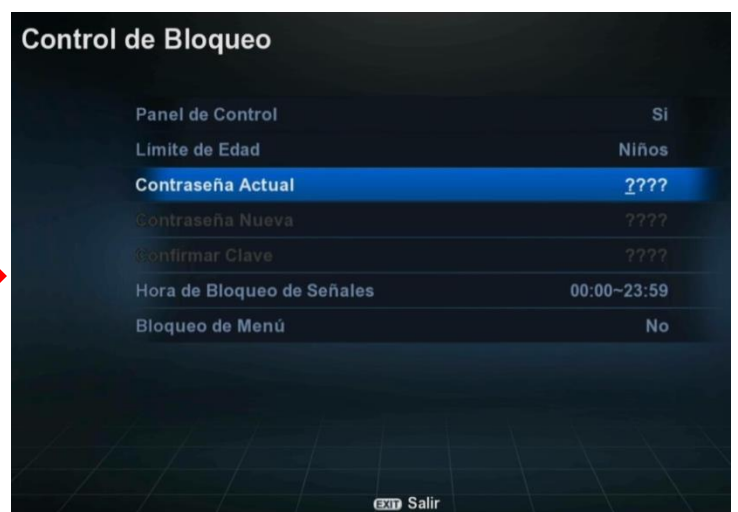 Control de Bloqueo
Panel de Control Si
Límite de Edad Niños
Contraseña Actual ????
Contraseña Nueva ????
Confirmar Clave ????
Hora de Bloqueo de Señales 00:00~23:59
Bloqueo de Menú No
EXIT Salir